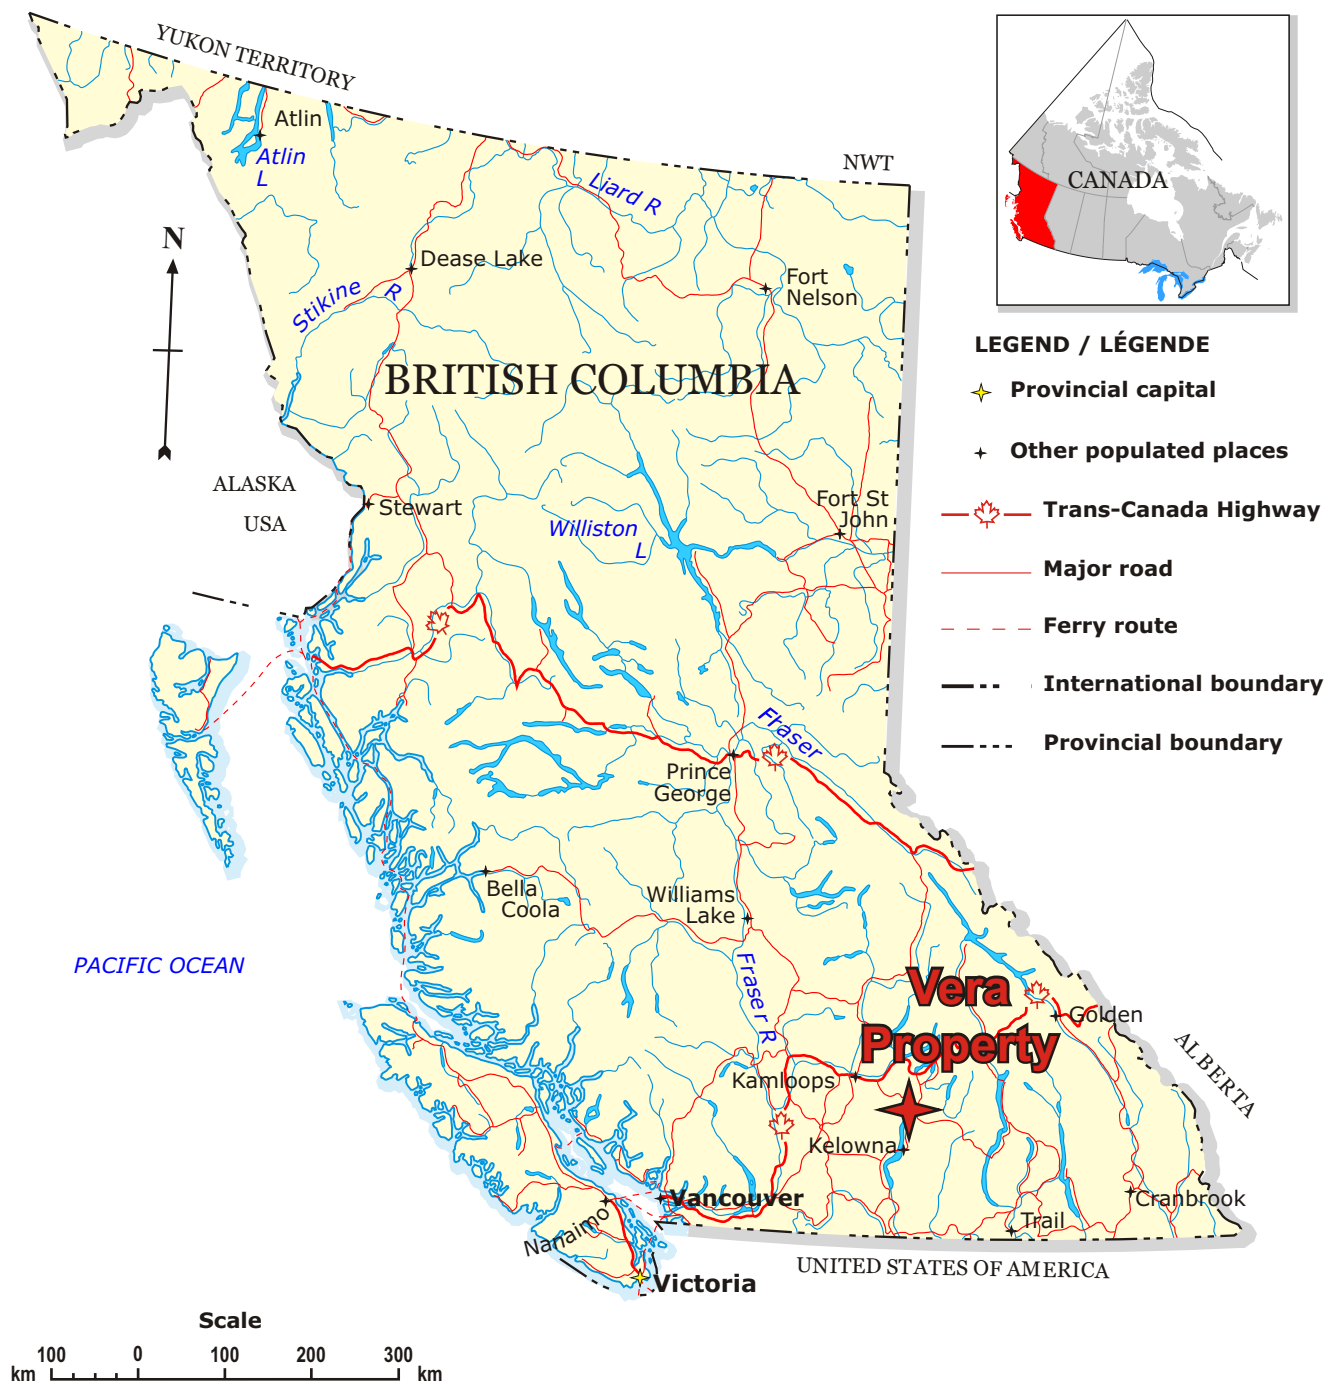 YUKON TERRITORY
NWT
Atlin
Atlin
L
Liard R
CANADA
N
Dease Lake
Stikine
R
Fort
Nelson
BRITISH COLUMBIA
LEGEND / LÉGENDE
Provincial capital
Other populated places
Trans-Canada Highway
Major road
Ferry route
International boundary
Provincial boundary
ALASKA
USA
Stewart
Williston
L
Fort St
John
Fraser
Prince
George
Bella
Coola
Williams
Lake
PACIFIC OCEAN
Fraser R
Vera
Property
Golden
ALBERTA
Kamloops
Kelowna
Vancouver
Nanaimo
Cranbrook
Trail
Victoria
UNITED STATES OF AMERICA
Scale
100 0 100 200 300
km km